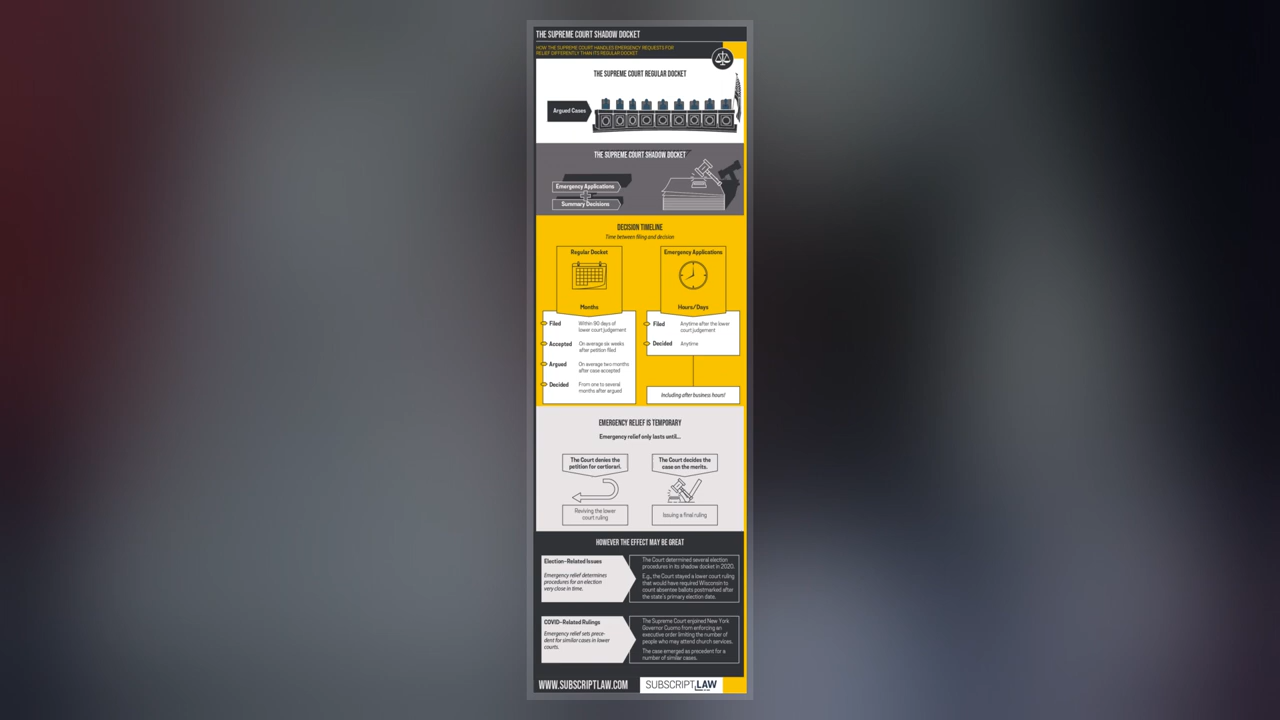 THE SUPREME COURT SHADOW DOCKET
HOW THE SUPREME COURT HANDLES EMERGENCY REQUESTS FOR
RELIEF DIFFERENTLY THAN ITS REGULAR DOCKET
THE SUPREME COURT REGULAR DOCKET
Argued Cases
THE SUPREME COURT SHADOW DOCKET
Emergency Applications
Summary Decisions
DECISION TIMELINE
Time between filing and decision
Regular Docket
Months
Filed
Within 90 days of
lower court judgement
Accepted
On average six weeks
after petition filed
Argued
On average two months
after case accepted
Decided
From one to several
months after argued
Emergency Applications
Hours/Days
Filed
Anytime after the lower
court judgement
Decided
Anytime
Including after business hours!
EMERGENCY RELIEF IS TEMPORARY
Emergency relief only lasts until...
The Court denies the
petition for certiorari.
Reviving the lower
court ruling
The Court decides the
case on the merits.
Issuing a final ruling
HOWEVER THE EFFECT MAY BE GREAT
Election-Related Issues
Emergency relief determines
procedures for an election
very close in time.
The Court determined several election
procedures in its shadow docket in 2020.
E.g., the Court stayed a lower court ruling
that would have required Wisconsin to
count absentee ballots postmarked after
the state's primary election date.
COVID-Related Rulings
Emergency relief sets prece-
dent for similar cases in lower
courts.
The Supreme Court enjoined New York
Governor Cuomo from enforcing an
executive order limiting the number of
people who may attend church services.
The case emerged as precedent for a
number of similar cases.
WWW.SUBSCRIPTLAW.COM
SUBSCRIPT LAW